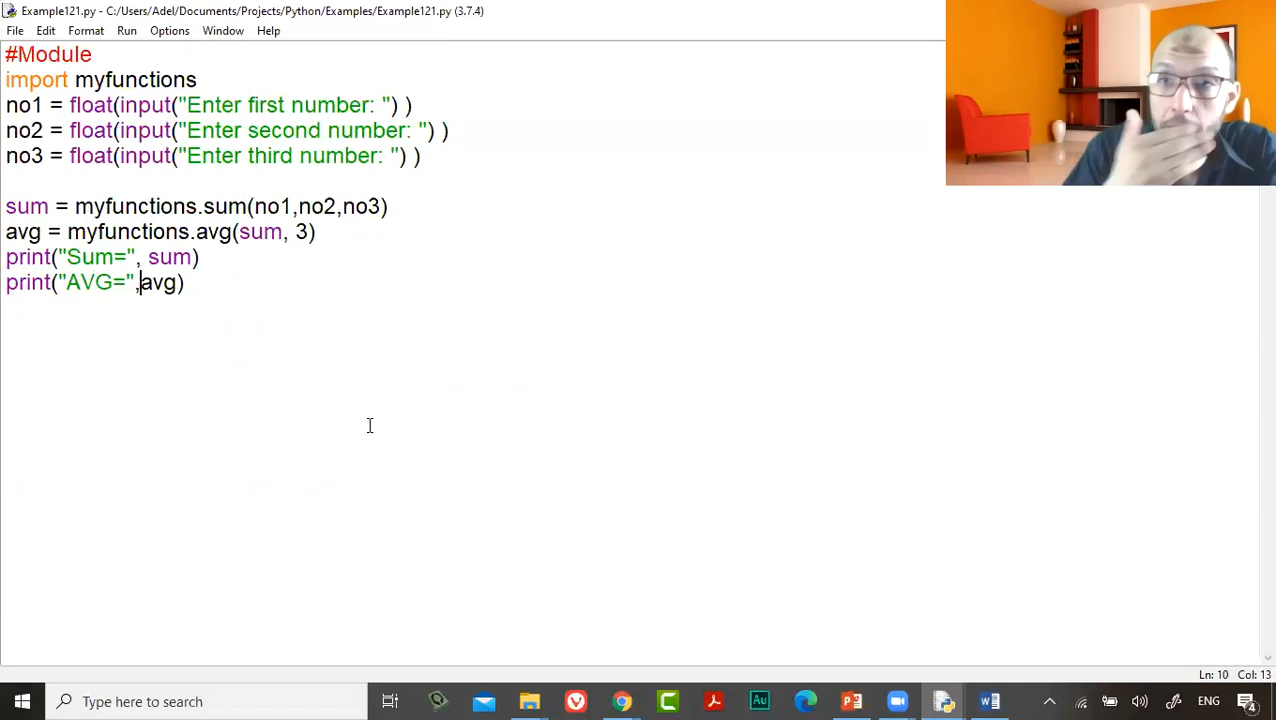 Example121.py - C:/Users/Adel/Documents/Projects/Python/Examples/Example121.py (3.7.4)
File Edit Format Run Options Window Help
#Module
import myfunctions
no1 = float(input("Enter first number: ") )
no2 = float(input("Enter second number: ") )
no3 = float(input("Enter third number: ") )
sum = myfunctions.sum(no1,no2,no3)
avg = myfunctions.avg(sum, 3)
print("Sum=", sum)
print("AVG=",avg)
Ln: 10 Col: 13
Type here to search
Au
ENG
4